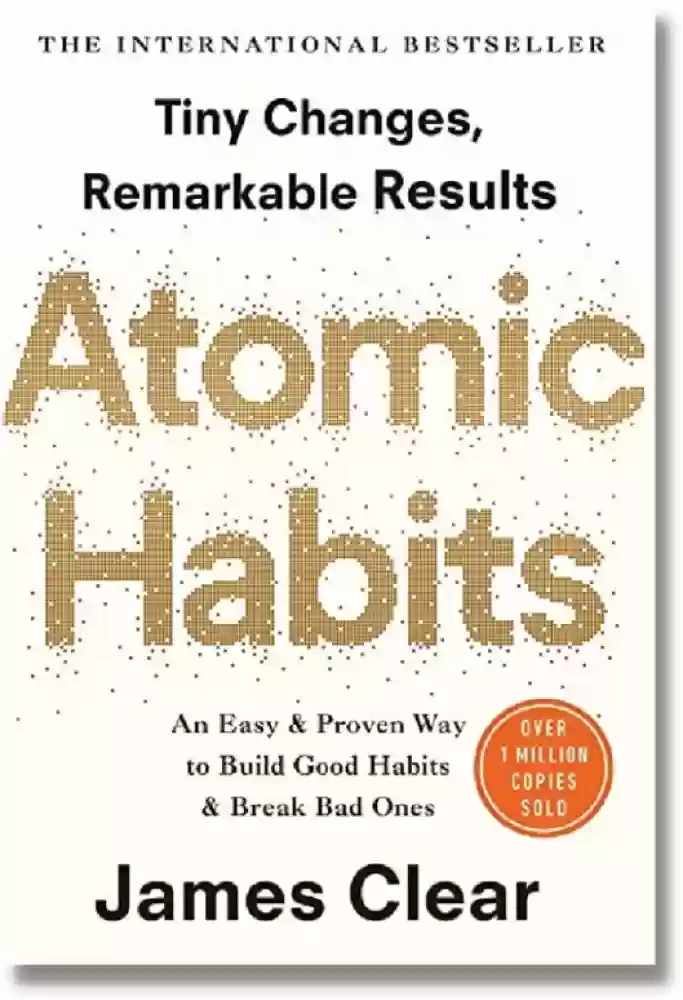 THE INTERNATIONAL BESTSELLER
Tiny Changes,
Remarkable Results
Atomic
Habits
An Easy & Proven Way
to Build Good Habits
& Break Bad Ones
OVER
1 MILLION
COPIES
SOLD
James Clear